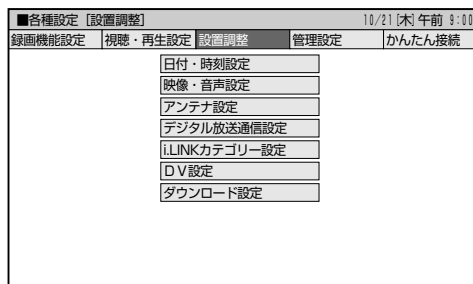 ■各種設定[設置調整] 10/21[木]午前 9:00
録画機能設定 視聴・再生設定 設置調整 管理設定 かんたん接続
日付・時刻設定
映像・音声設定
アンテナ設定
デジタル放送通信設定
i.LINKカテゴリー設定
DV設定
ダウンロード設定